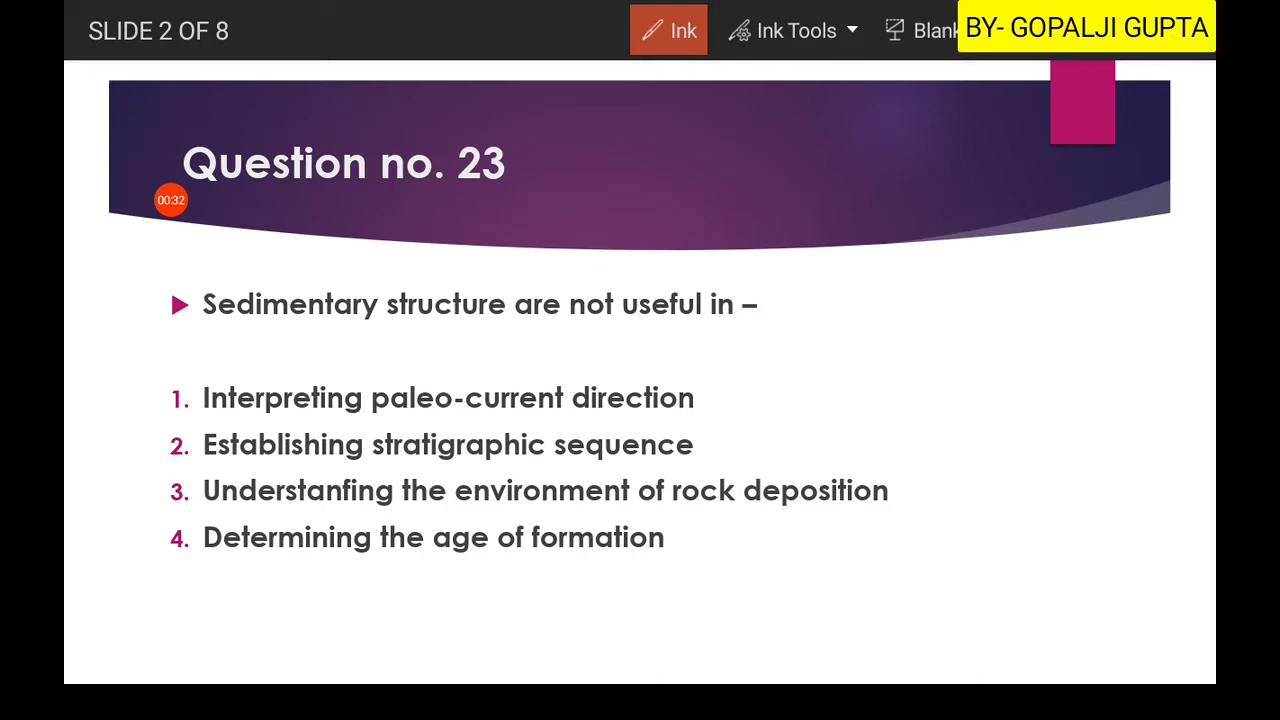 SLIDE 2 OF 8
Ink
Ink Tools
Blank
BY- GOPALJI GUPTA
Question no. 23
00:32
Sedimentary structure are not useful in –
1. Interpreting paleo-current direction
2. Establishing stratigraphic sequence
3. Understanfing the environment of rock deposition
4. Determining the age of formation